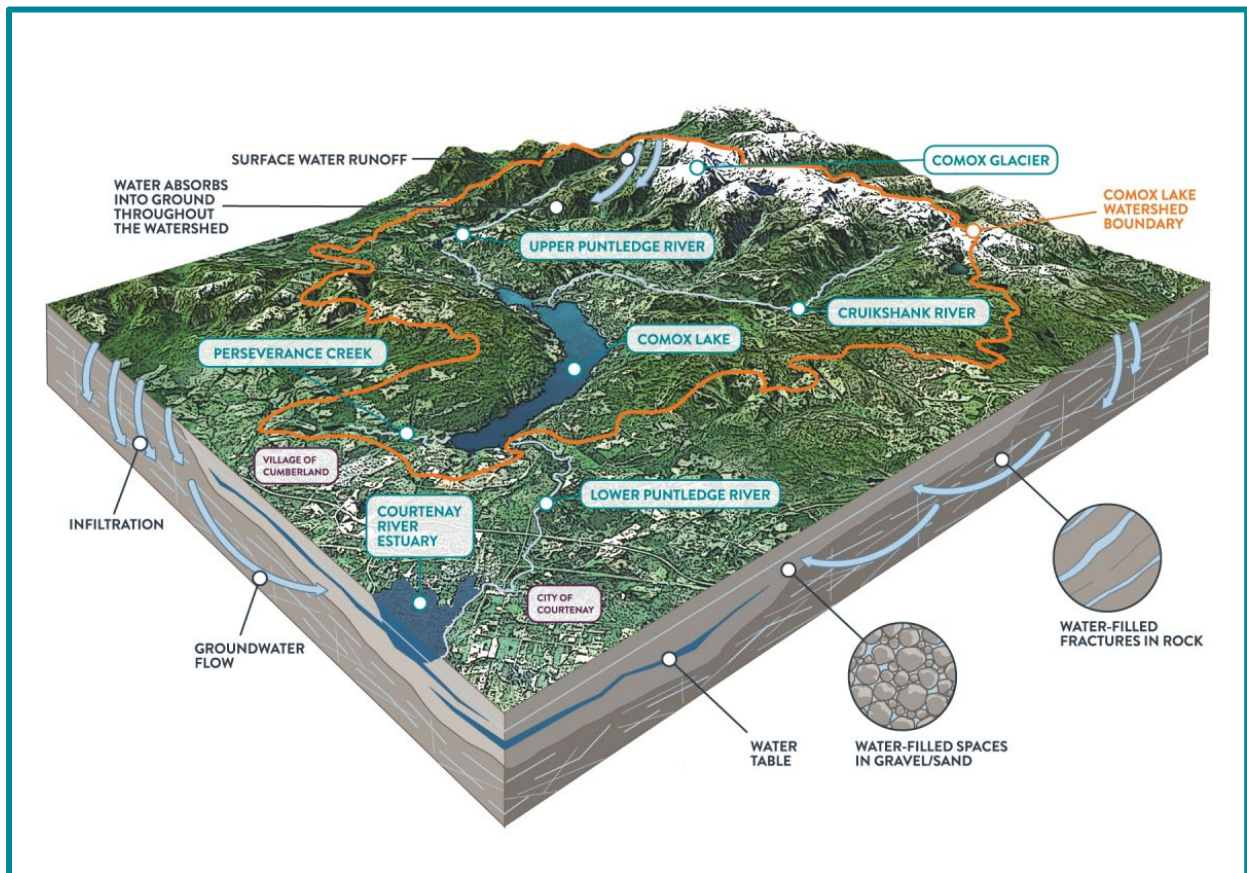 SURFACE WATER RUNOFF
COMOX GLACIER
WATER ABSORBS
INTO GROUND
THROUGHOUT
THE WATERSHED
COMOX LAKE
WATERSHED
BOUNDARY
UPPER PUNTLEDGE RIVER
CRUIKSHANK RIVER
PERSEVERANCE CREEK
COMOX LAKE
VILLAGE OF
CUMBERLAND
LOWER PUNTLEDGE RIVER
COURTENAY
RIVER
ESTUARY
INFILTRATION
CITY OF
COURTENAY
GROUNDWATER
FLOW
WATER-FILLED
FRACTURES IN ROCK
WATER
TABLE
WATER-FILLED SPACES
IN GRAVEL/SAND